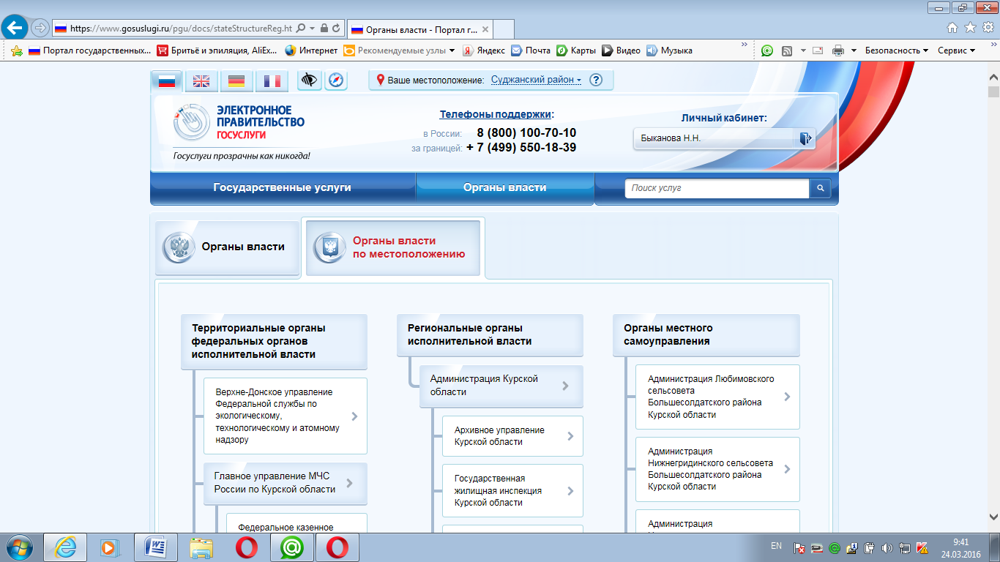 https://www.gosuslugi.ru/pgu/docs/stateStructureReg.ht
Органы власти - Портал г...
Портал государственных...
Бритьё и эпиляция, AliEx...
Интернет
Рекомендуемые узлы
Яндекс
Почта
Карты
Видео
Музыка
Безопасность
Сервис
Ваше местоположение: Суджанский район
?
ЭЛЕКТРОННОЕ
ПРАВИТЕЛЬСТВО
ГОСУСЛУГИ
Госуслуги прозрачны как никогда!
Телефоны поддержки:
в России: 8 (800) 100-70-10
за границей: + 7 (499) 550-18-39
Личный кабинет:
Быканова Н.Н.
Государственные услуги
Органы власти
Поиск услуг
Органы власти
Органы власти
по местоположению
Территориальные органы
федеральных органов
исполнительной власти
Верхне-Донское управление
Федеральной службы по
экологическому,
технологическому и атомному
надзору
Главное управление МЧС
России по Курской области
Федеральное казенное
Региональные органы
исполнительной власти
Администрация Курской
области
Архивное управление
Курской области
Государственная
жилищная инспекция
Курской области
Органы местного
самоуправления
Администрация Любимовского
сельсовета
Большесолдатского района
Курской области
Администрация
Нижнегридинского сельсовета
Большесолдатского района
Курской области
Администрация
EN
9:41
24.03.2016